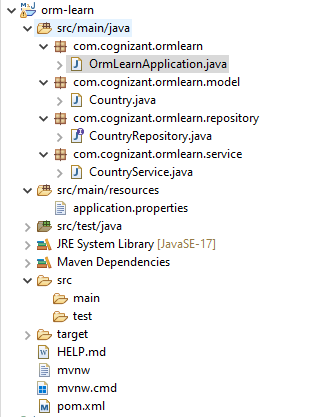 orm-learn
src/main/java
com.cognizant.ormlearn
OrmLearnApplication.java
com.cognizant.ormlearn.model
Country.java
com.cognizant.ormlearn.repository
CountryRepository.java
com.cognizant.ormlearn.service
CountryService.java
src/main/resources
application.properties
src/test/java
JRE System Library [JavaSE-17]
Maven Dependencies
src
main
test
target
HELP.md
mvnw
mvnw.cmd
pom.xml